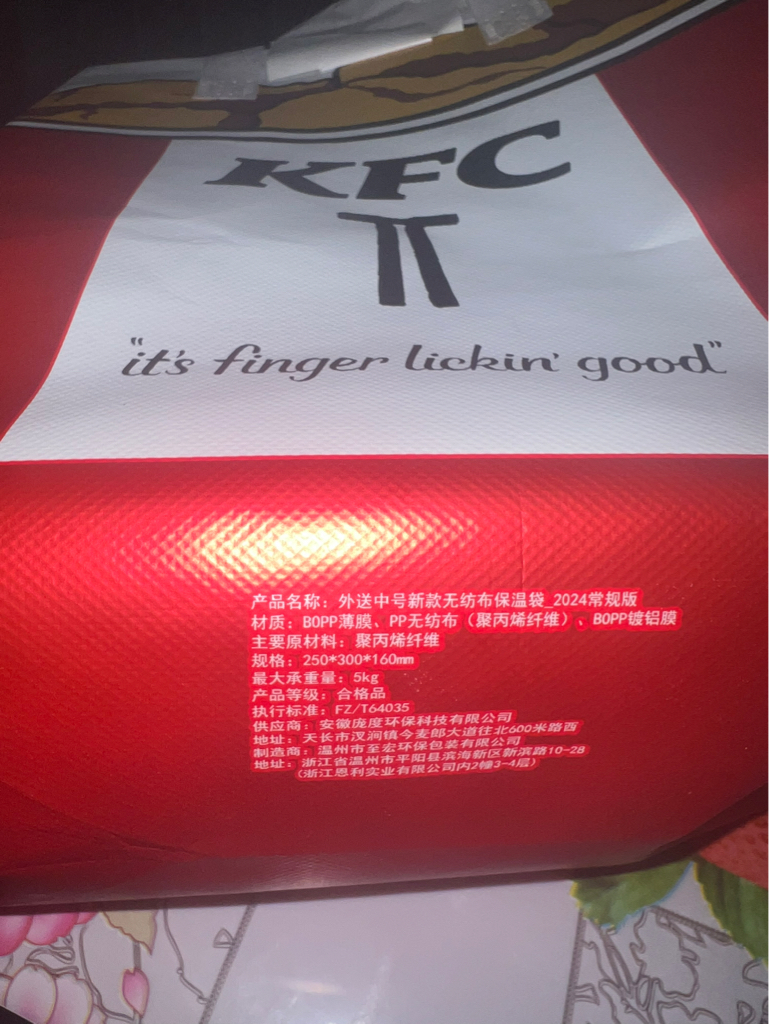 KFC
"it's finger lickin' good"
产品名称：外送中号新款无纺布保温袋_2024常规版
材质：BOPP薄膜、PP无纺布（聚丙烯纤维）、BOPP镀铝膜
主要原材料：聚丙烯纤维
规格：250*300*160mm
最大承重量：5kg
产品等级：合格品
执行标准：FZ/T64035
供应商：安徽庞度环保科技有限公司
地址：天长市汊涧镇今麦郎大道往北600米路西
制造商：温州市至宏环保包装有限公司
地址：浙江省温州市平阳县滨海新区新滨路10-28
（浙江恩利实业有限公司内2幢3-4层）